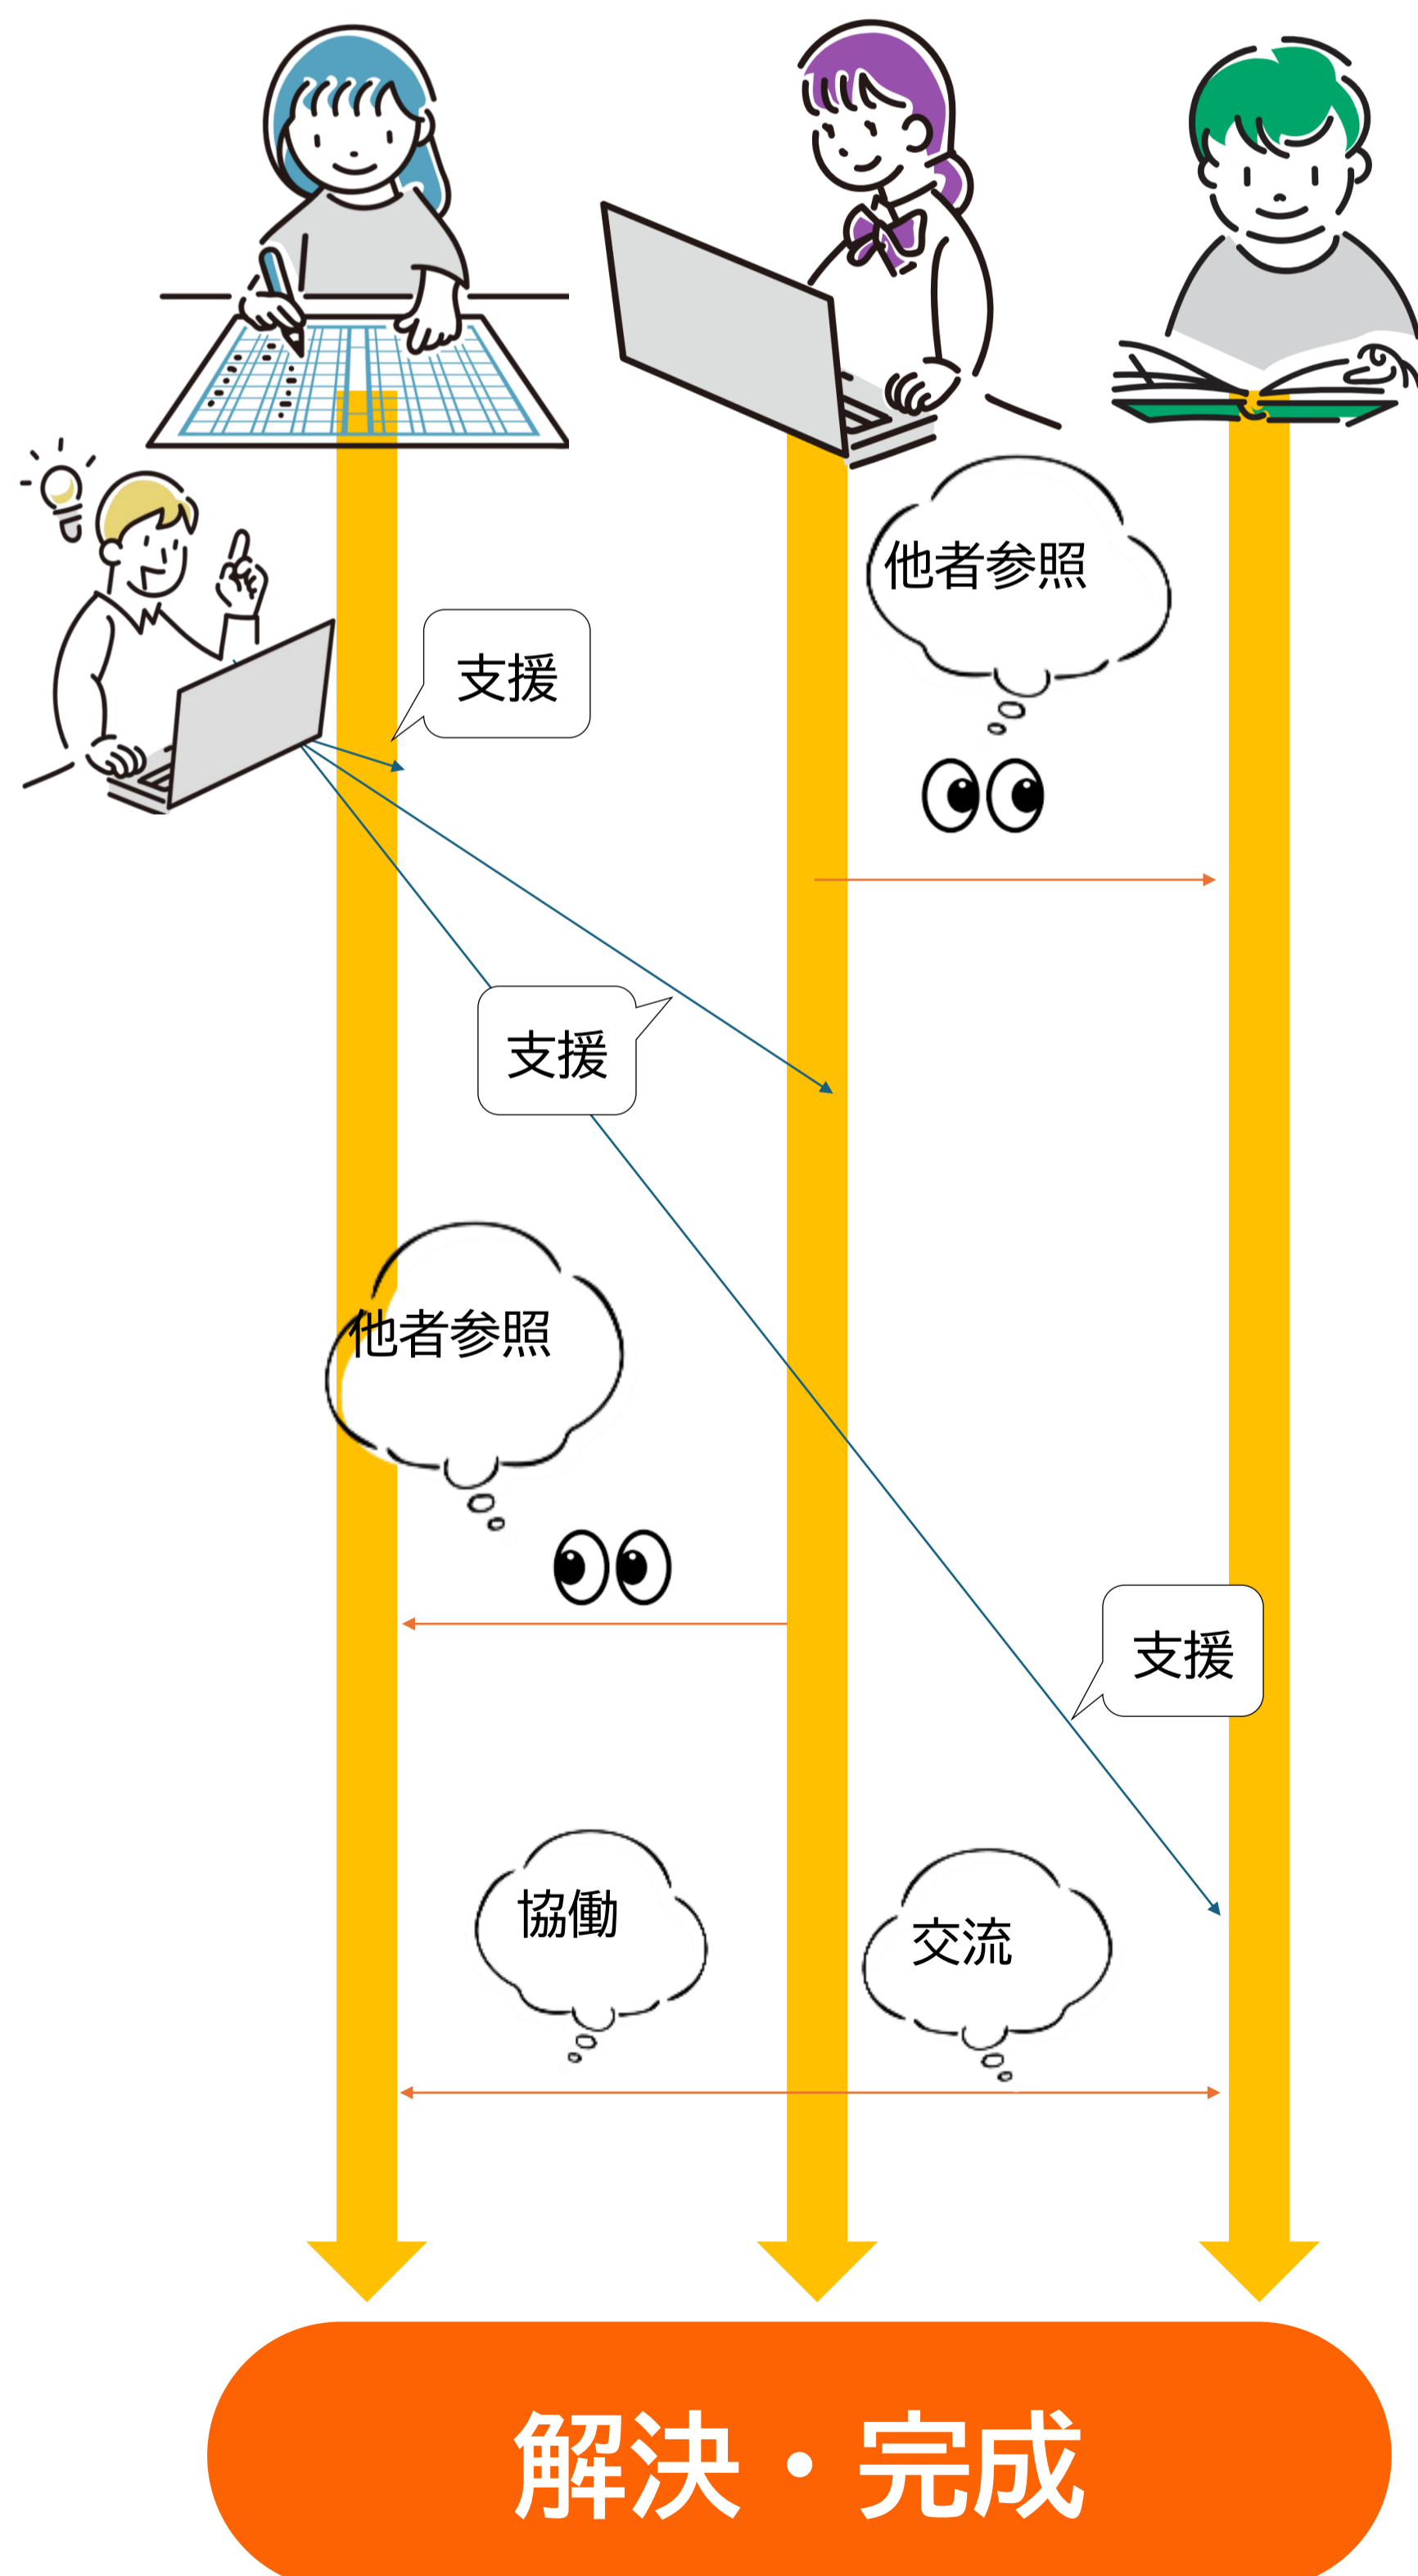 他者参照
支援
支援
他者参照
支援
協働
交流
解決・完成